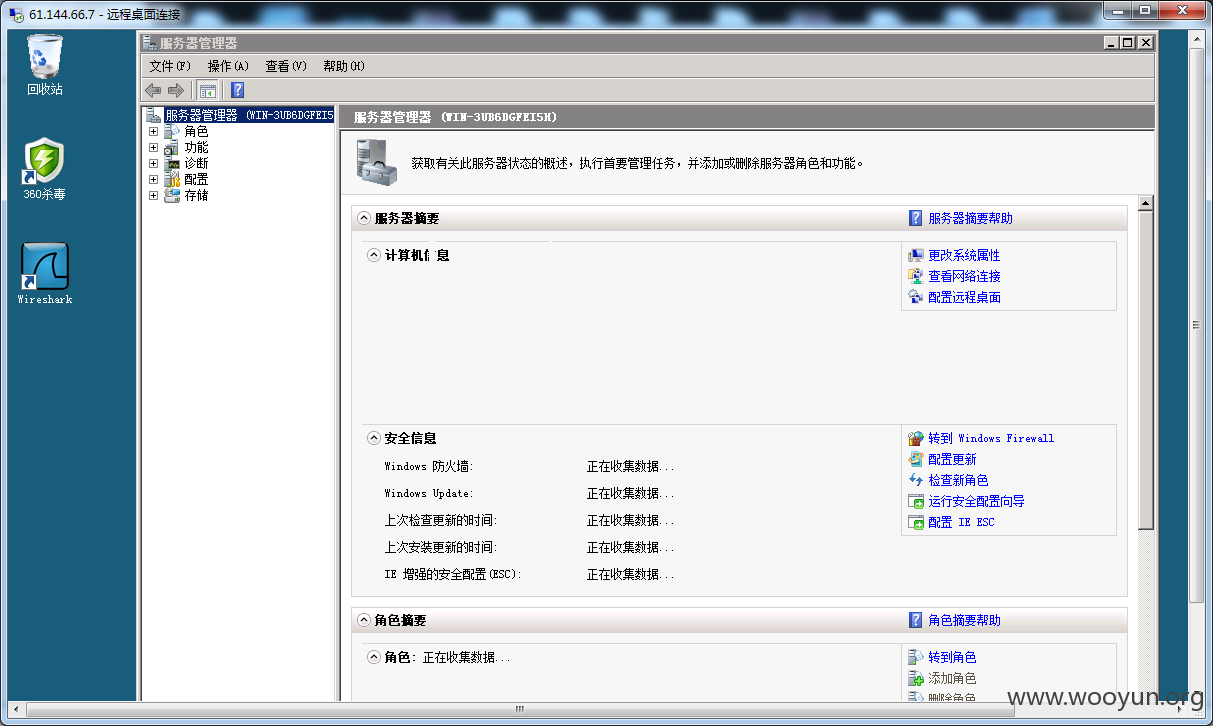 61.144.66.7 - 远程桌面连接
回收站
360杀毒
Wireshark
服务器管理器
文件(F) 操作(A) 查看(V) 帮助(H)
服务器管理器 (WIN-3UB6DGFEI5
角色
功能
诊断
配置
存储
服务器管理器 (WIN-3UB6DGFEI5H)
获取有关此服务器状态的概述，执行首要管理任务，并添加或删除服务器角色和功能。
服务器摘要
服务器摘要帮助
计算机信息
更改系统属性
查看网络连接
配置远程桌面
安全信息
Windows 防火墙: 正在收集数据...
Windows Update: 正在收集数据...
上次检查更新的时间: 正在收集数据...
上次安装更新的时间: 正在收集数据...
IE 增强的安全配置(ESC): 正在收集数据...
转到 Windows Firewall
配置更新
检查新角色
运行安全配置向导
配置 IE ESC
角色摘要
角色摘要帮助
角色: 正在收集数据...
转到角色
添加角色
删除角色
www.wooyun.org